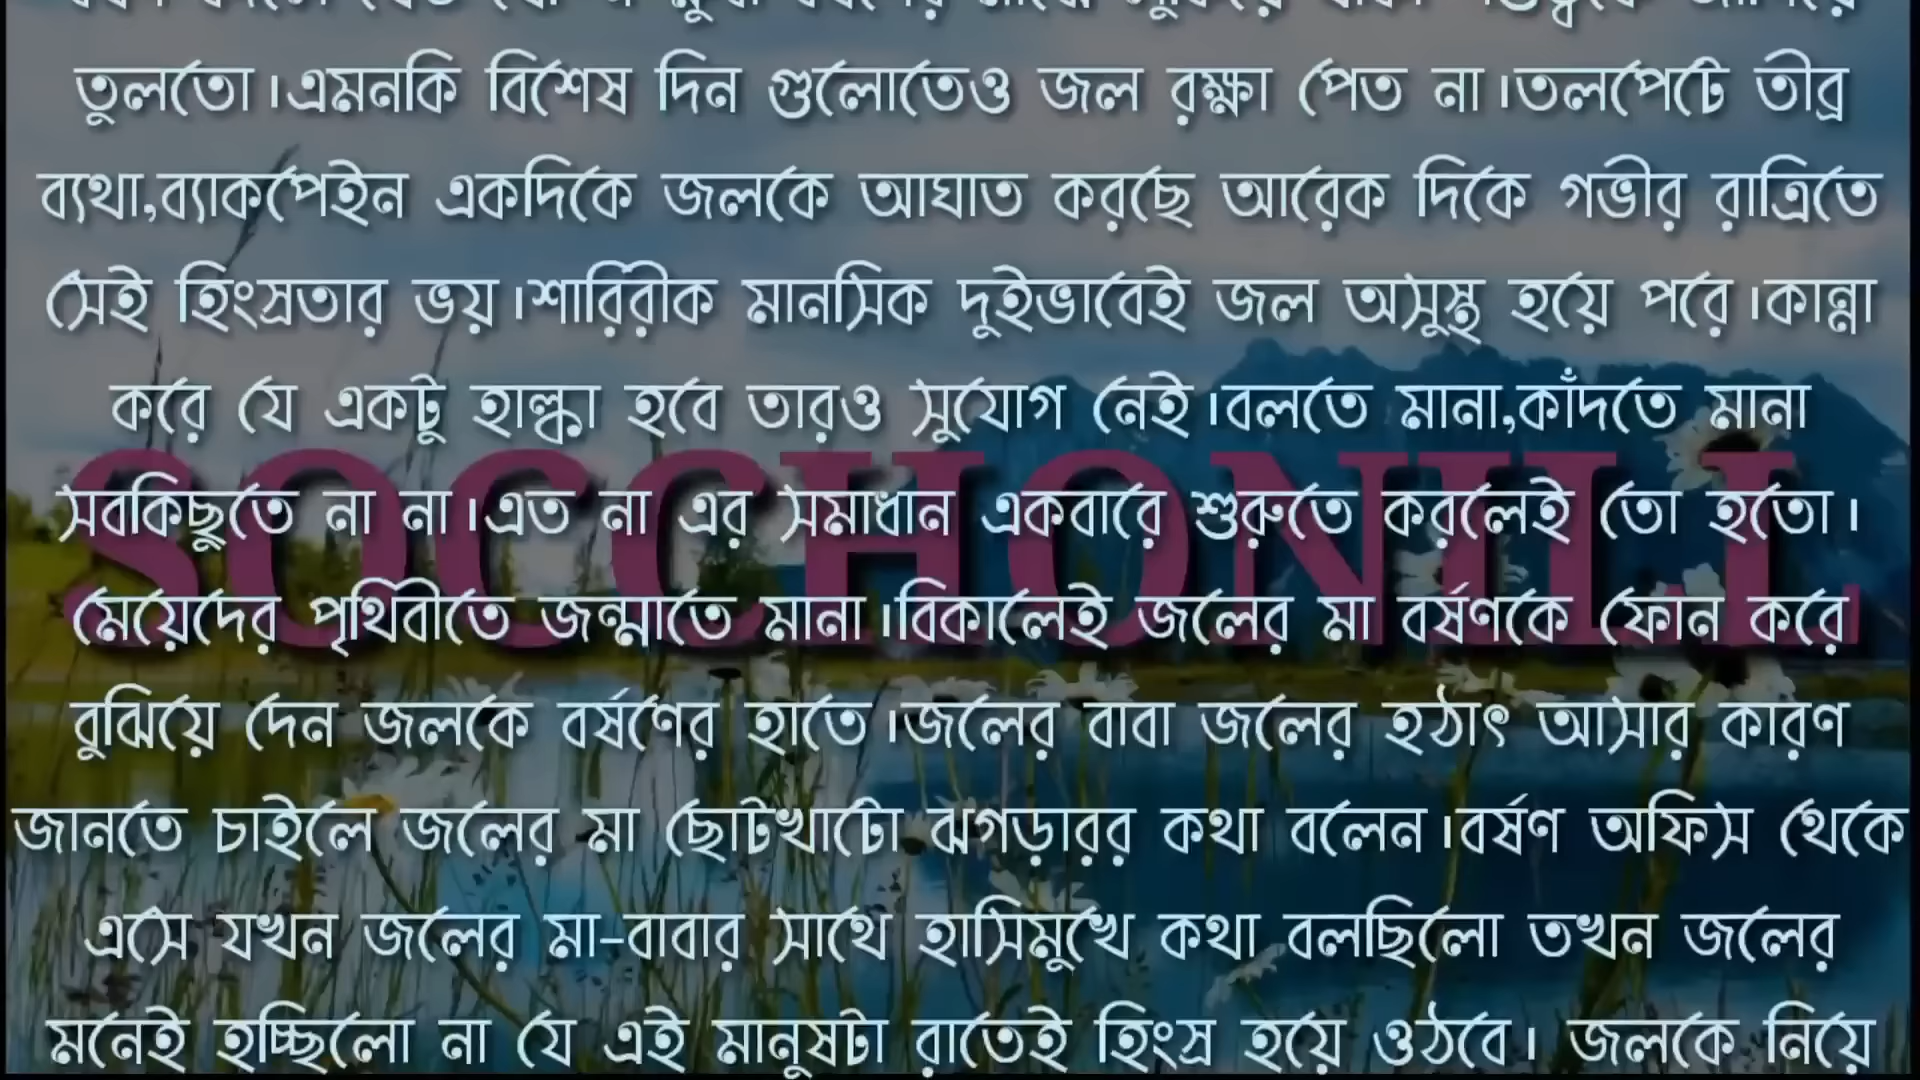 তুলতো।এমনকি বিশেষ দিন গুলোতেও জল রক্ষা পেত না।তলপেটে তীব্র
ব্যথা,ব্যাকপেইন একদিকে জলকে আঘাত করছে আরেক দিকে গভীর রাত্রিতে
সেই হিংস্রতার ভয়।শারিরীক মানসিক দুইভাবেই জল অসুস্থ হয়ে পরে।কান্না
করে যে একটু হাল্কা হবে তারও সুযোগ নেই।বলতে মানা,কাঁদতে মানা
SOCCHONILL
সবকিছুতে না না।এত না এর সমাধান একবারে শুরুতে করলেই তো হতো।
মেয়েদের পৃথিবীতে জন্মাতে মানা।বিকালেই জলের মা বর্ষণকে ফোন করে
বুঝিয়ে দেন জলকে বর্ষণের হাতে।জলের বাবা জলের হঠাৎ আসার কারণ
জানতে চাইলে জলের মা ছোটখাটো ঝগড়ারর কথা বলেন।বর্ষণ অফিস থেকে
এসে যখন জলের মা-বাবার সাথে হাসিমুখে কথা বলছিলো তখন জলের
মনেই হচ্ছিলো না যে এই মানুষটা রাতেই হিংস্র হয়ে ওঠবে। জলকে নিয়ে